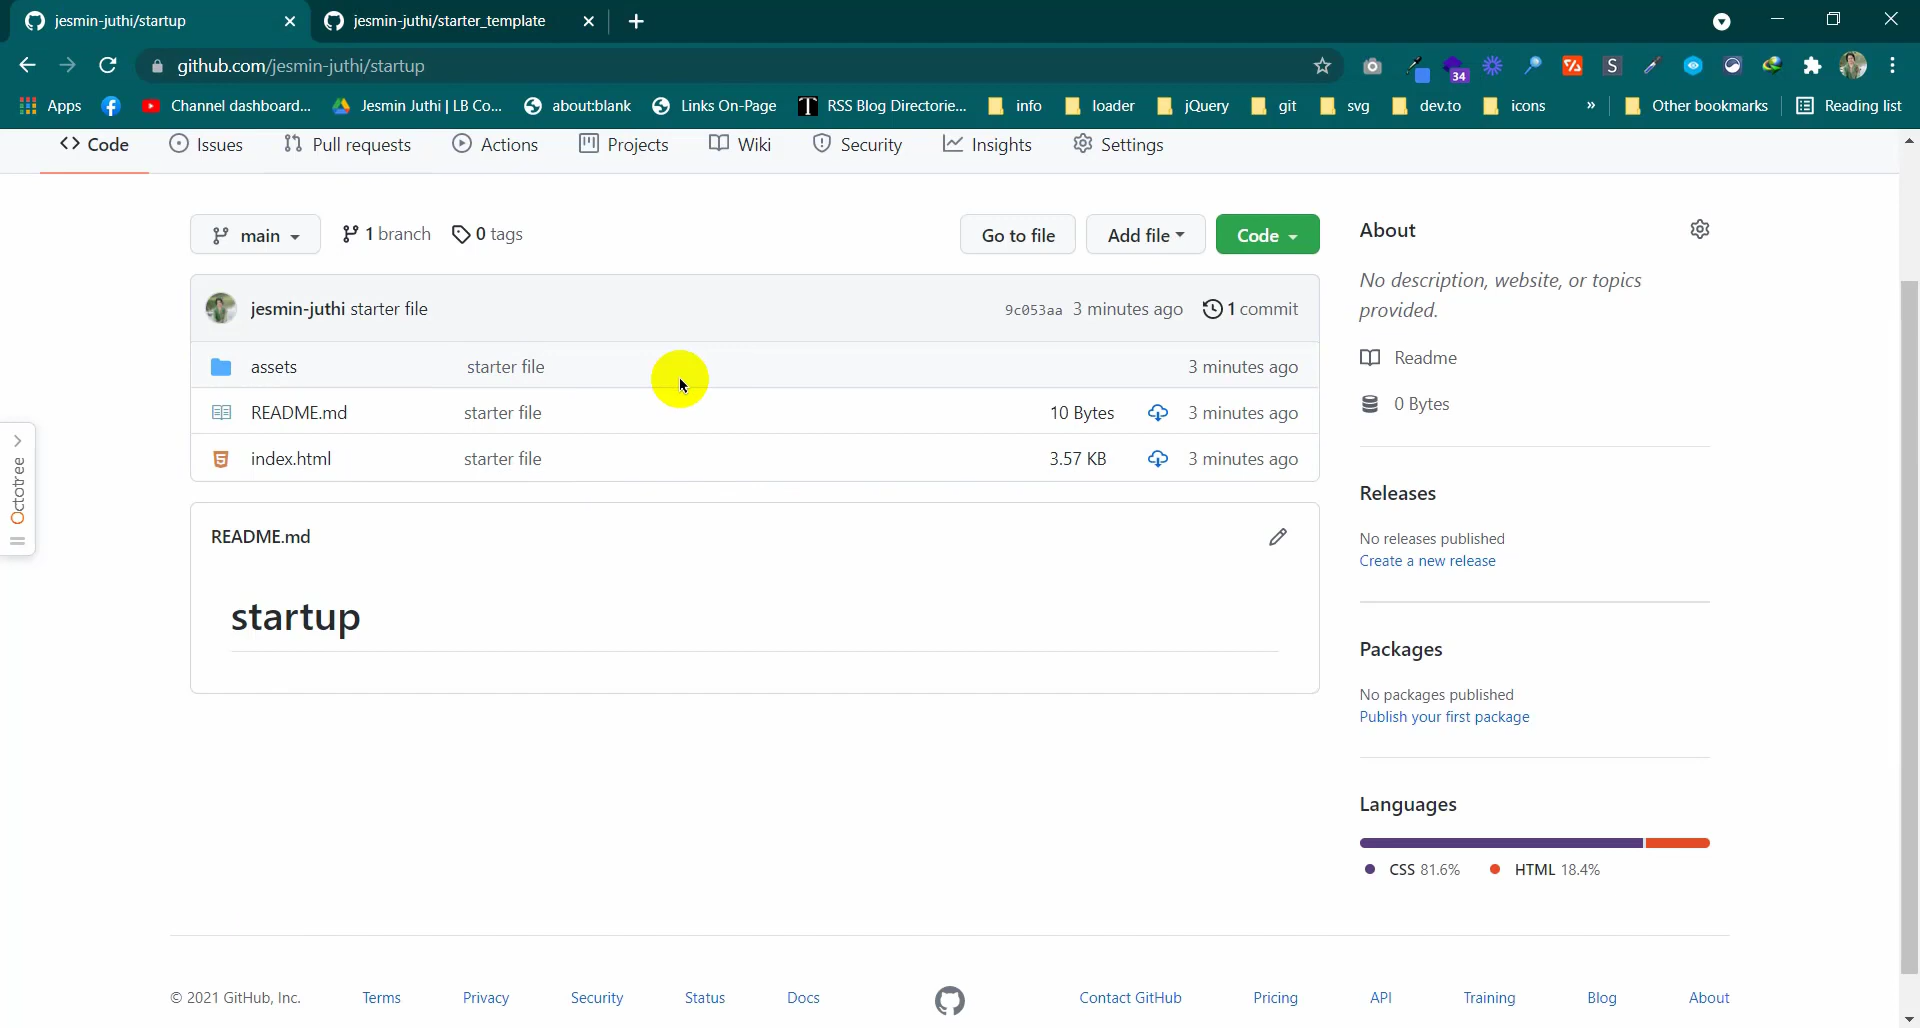 jesmin-juthi/startup
jesmin-juthi/starter_template
github.com/jesmin-juthi/startup
34
S
Apps
Channel dashboard...
Jesmin Juthi | LB Co...
about:blank
Links On-Page
T
RSS Blog Directorie...
info
loader
jQuery
git
svg
dev.to
icons
»
Other bookmarks
Reading list
<> Code
Issues
Pull requests
Actions
Projects
Wiki
Security
Insights
Settings
main
1 branch
0 tags
Go to file
Add file
Code
About
No description, website, or topics
provided.
jesmin-juthi starter file
9c053aa 3 minutes ago
1 commit
assets
starter file
3 minutes ago
Readme
README.md
starter file
10 Bytes
3 minutes ago
0 Bytes
index.html
starter file
3.57 KB
3 minutes ago
Octotree
Releases
No releases published
Create a new release
README.md
startup
Packages
No packages published
Publish your first package
Languages
CSS 81.6%
HTML 18.4%
© 2021 GitHub, Inc.
Terms
Privacy
Security
Status
Docs
Contact GitHub
Pricing
API
Training
Blog
About